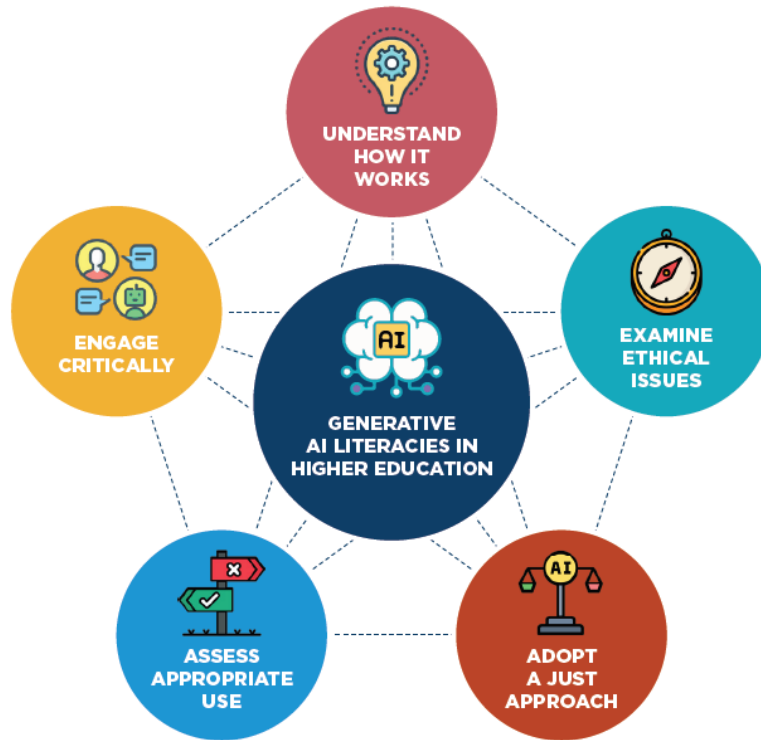 UNDERSTAND
HOW IT
WORKS
ENGAGE
CRITICALLY
EXAMINE
ETHICAL
ISSUES
AI
GENERATIVE
AI LITERACIES IN
HIGHER EDUCATION
ASSESS
APPROPRIATE
USE
AI
ADOPT
A JUST
APPROACH